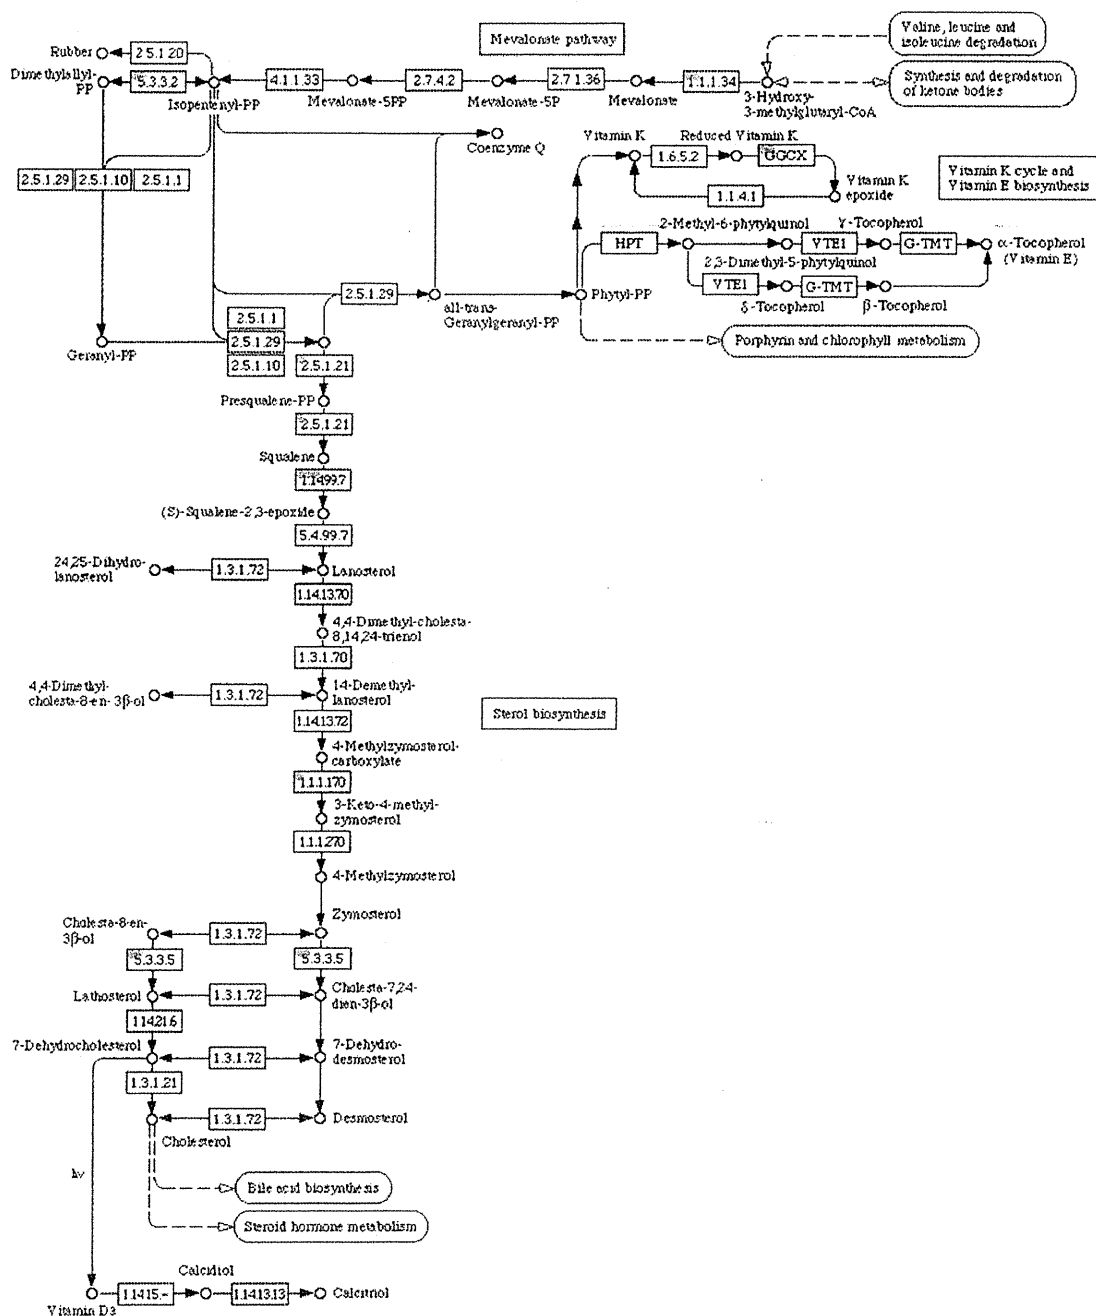 Mevalonate pathway
Valine, leucine and
isoleucine degradation
Rubber
2.5.1.20
Dimethylallyl-
PP
5.3.3.2
Isopentenyl-PP
4.1.1.33
Mevalonate-5PP
2.7.4.2
Mevalonate-5P
2.7.1.36
Mevalonate
1.1.1.34
3-Hydroxy-
3-methylglutaryl-CoA
Synthesis and degradation
of ketone bodies
Coenzyme Q
Vitamin K
Reduced Vitamin K
1.6.5.2
GGCX
1.1.4.1
Vitamin K
epoxide
Vitamin K cycle and
Vitamin E biosynthesis
2.5.1.29
2.5.1.10
2.5.1.1
2-Methyl-6-phytylquinol
γ-Tocopherol
HPT
VTE1
G-TMT
α-Tocopherol
(Vitamin E)
2,3-Dimethyl-5-phytylquinol
VTE1
G-TMT
δ-Tocopherol
β-Tocopherol
2.5.1.29
all-trans-
Geranylgeranyl-PP
Phytyl-PP
Porphyrin and chlorophyll metabolism
Geranyl-PP
2.5.1.1
2.5.1.29
2.5.1.10
2.5.1.21
Presqualene-PP
2.5.1.21
Squalene
1.1499.7
(S)-Squalene-2,3-epoxide
5.4.99.7
24,25-Dihydro-
lanosterol
1.3.1.72
Lanosterol
1.14.13.70
4,4-Dimethyl-cholesta-
8,14,24-trienol
1.3.1.70
4,4-Dimethyl-
cholesta-8-en-3β-ol
1.3.1.72
14-Demethyl-
lanosterol
1.14.13.72
Sterol biosynthesis
4-Methylzymosterol-
carboxylate
1.1.1.170
3-Keto-4-methyl-
zymosterol
1.1.1.270
4-Methylzymosterol
Zymosterol
Cholesta-8-en-
3β-ol
1.3.1.72
5.3.3.5
5.3.3.5
Lathosterol
1.3.1.72
Cholesta-7,24-
dien-3β-ol
1.14.21.6
7-Dehydrocholesterol
1.3.1.72
7-Dehydro-
desmosterol
1.3.1.21
1.3.1.72
Desmosterol
Cholesterol
hν
Bile acid biosynthesis
Steroid hormone metabolism
Vitamin D3
1.1415.-
Calcidiol
1.1413.13
Calcitriol